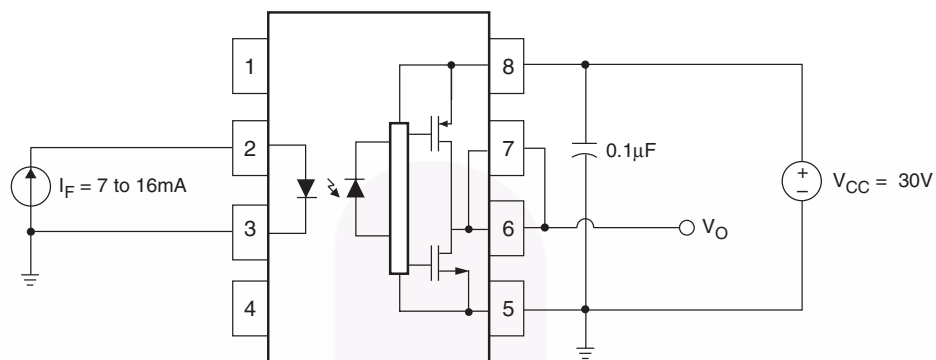 1
8
2
7
I_F = 7 to 16mA
0.1µF
+
–
V_CC = 30V
3
6
V_O
4
5